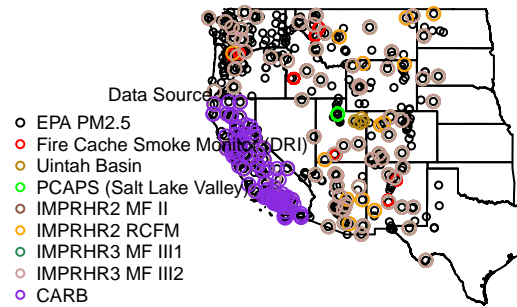 Data Source
EPA PM2.5
Fire Cache Smoke Monitor (DRI)
Uintah Basin
PCAPS (Salt Lake Valley)
IMPRHR2 MF II
IMPRHR2 RCFM
IMPRHR3 MF III1
IMPRHR3 MF III2
CARB